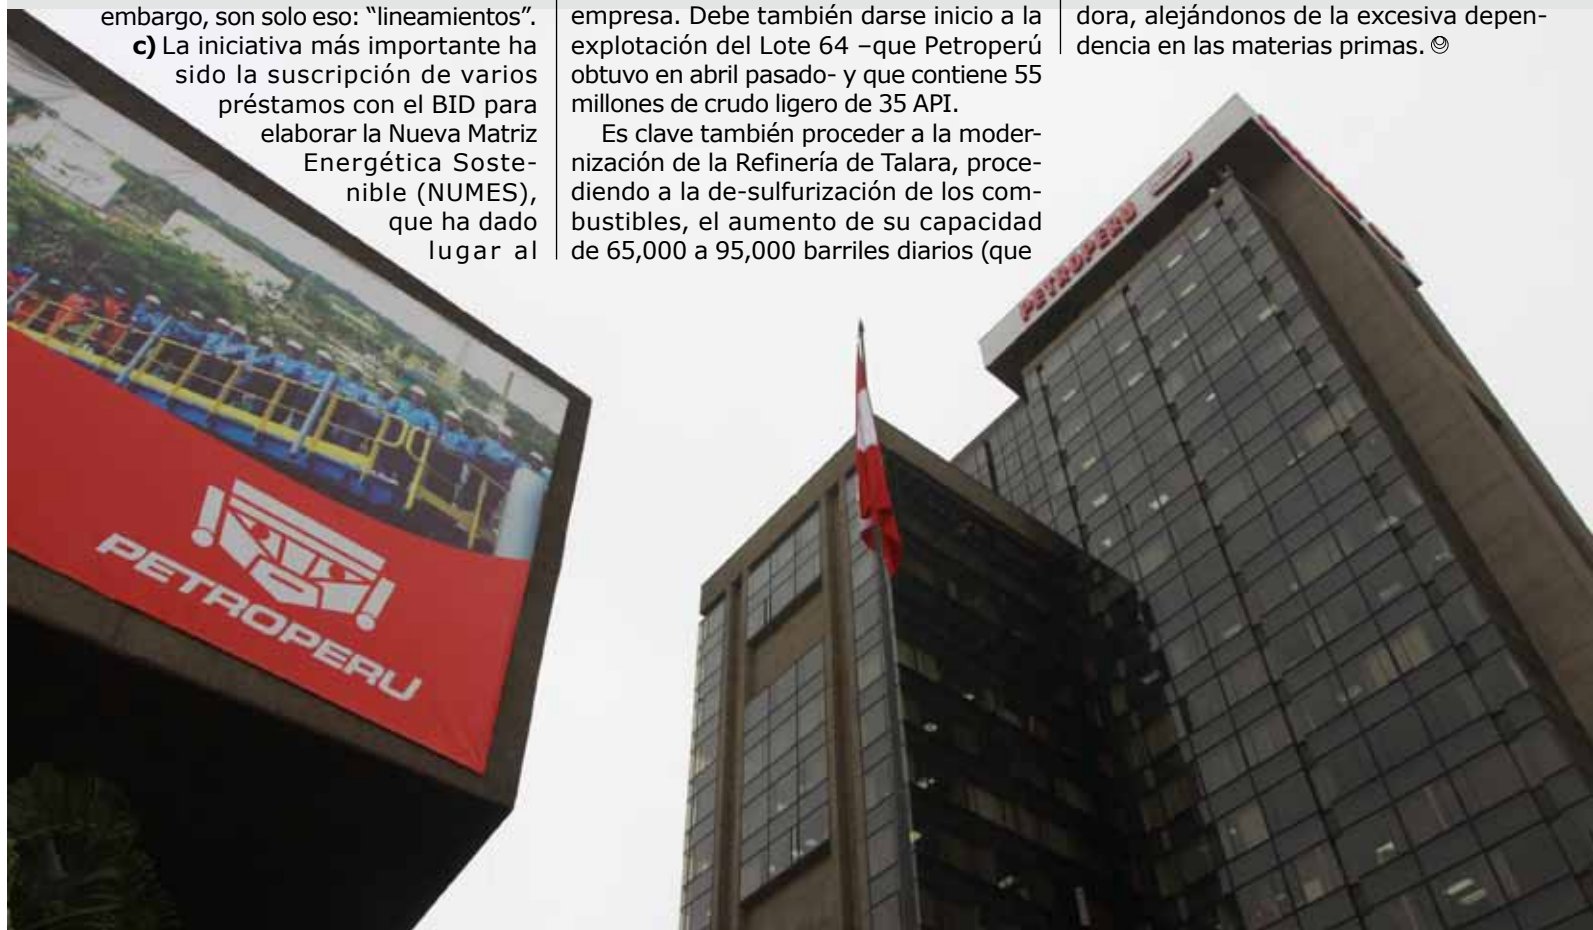 embargo, son solo eso: “lineamientos”.
c) La iniciativa más importante ha
sido la suscripción de varios
préstamos con el BID para
elaborar la Nueva Matriz
Energética Soste-
nible (NUMES),
que ha dado
lugar al
empresa. Debe también darse inicio a la
explotación del Lote 64 –que Petroperú
obtuvo en abril pasado- y que contiene 55
millones de crudo ligero de 35 API.
Es clave también proceder a la moder-
nización de la Refinería de Talara, proce-
diendo a la de-sulfurización de los com-
bustibles, el aumento de su capacidad
de 65,000 a 95,000 barriles diarios (que
dora, alejándonos de la excesiva depen-
dencia en las materias primas.
PETROPERU
PETROPERU